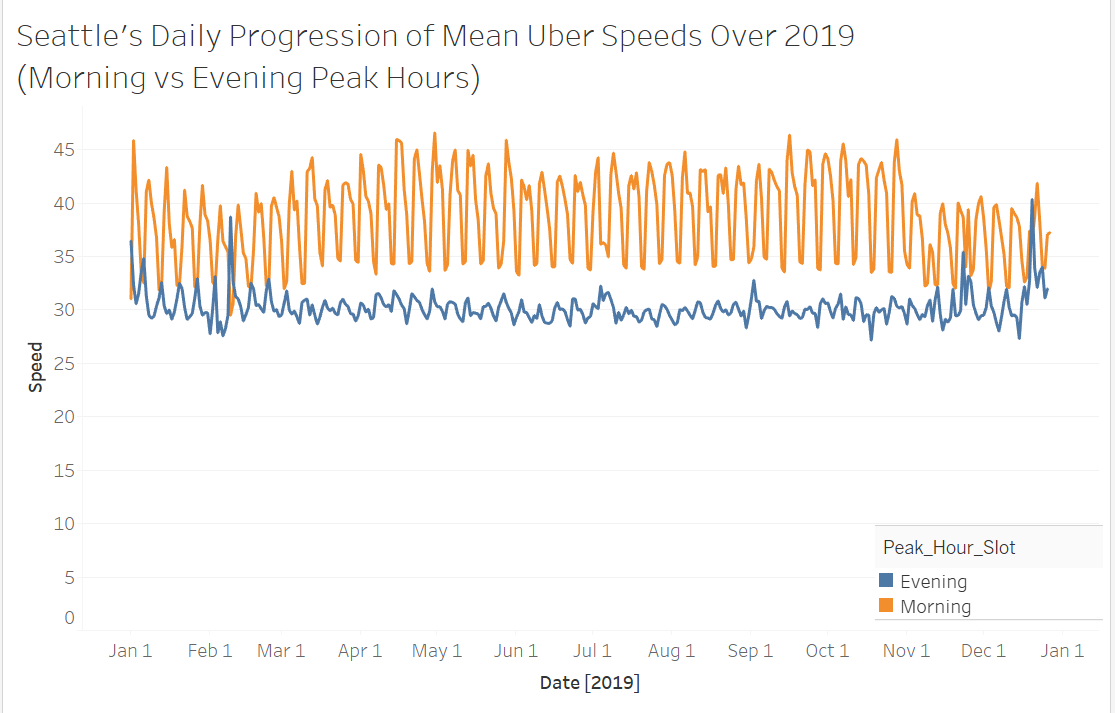 Seattle's Daily Progression of Mean Uber Speeds Over 2019
(Morning vs Evening Peak Hours)
45
40
35
30
25
20
15
10
5
0
Speed
Peak_Hour_Slot
Evening
Morning
Jan 1 Feb 1 Mar 1 Apr 1 May 1 Jun 1 Jul 1 Aug 1 Sep 1 Oct 1 Nov 1 Dec 1 Jan 1
Date [2019]